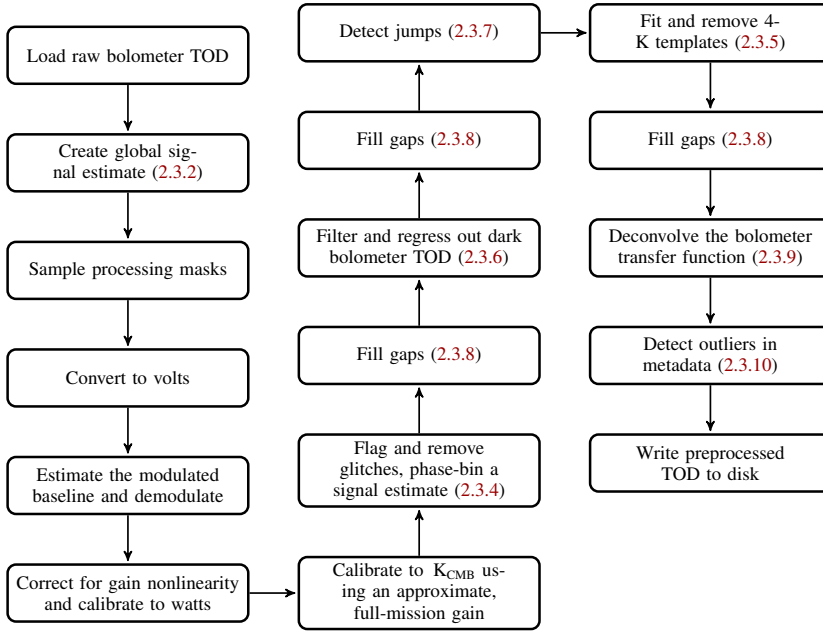 Load raw bolometer TOD
Create global sig-
nal estimate (2.3.2)
Sample processing masks
Convert to volts
Estimate the modulated
baseline and demodulate
Correct for gain nonlinearity
and calibrate to watts
Calibrate to K_CMB us-
ing an approximate,
full-mission gain
Flag and remove
glitches, phase-bin a
signal estimate (2.3.4)
Fill gaps (2.3.8)
Filter and regress out dark
bolometer TOD (2.3.6)
Fill gaps (2.3.8)
Detect jumps (2.3.7)
Fit and remove 4-
K templates (2.3.5)
Fill gaps (2.3.8)
Deconvolve the bolometer
transfer function (2.3.9)
Detect outliers in
metadata (2.3.10)
Write preprocessed
TOD to disk